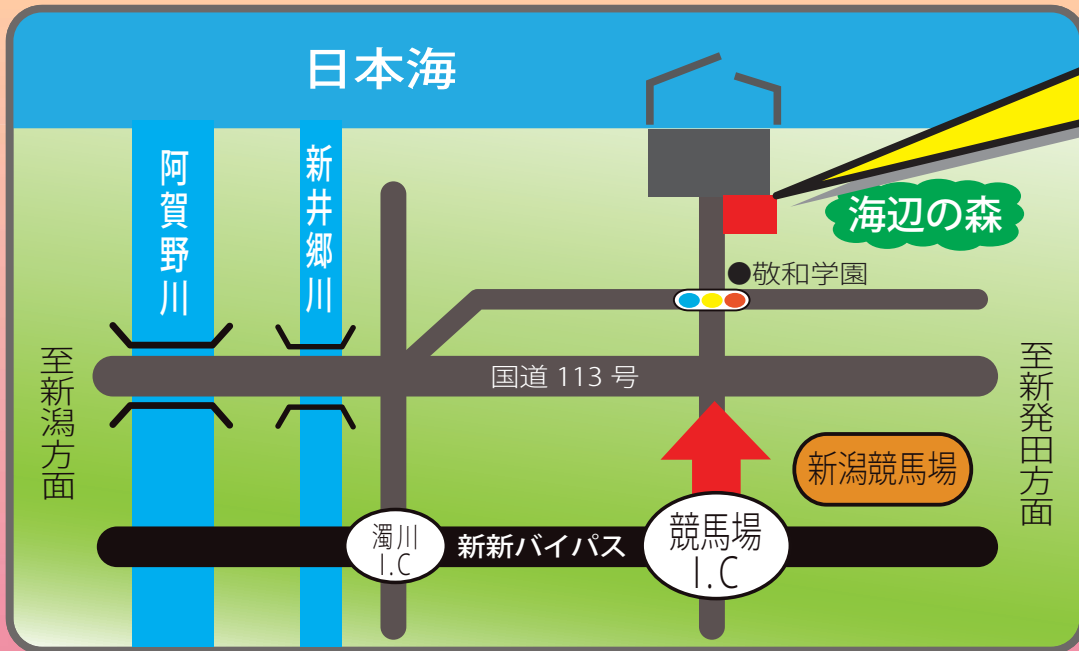 日本海
阿賀野川
新井郷川
海辺の森
●敬和学園
至新潟方面
国道 113 号
至新発田方面
新潟競馬場
濁川
I.C
新新バイパス
競馬場
I.C